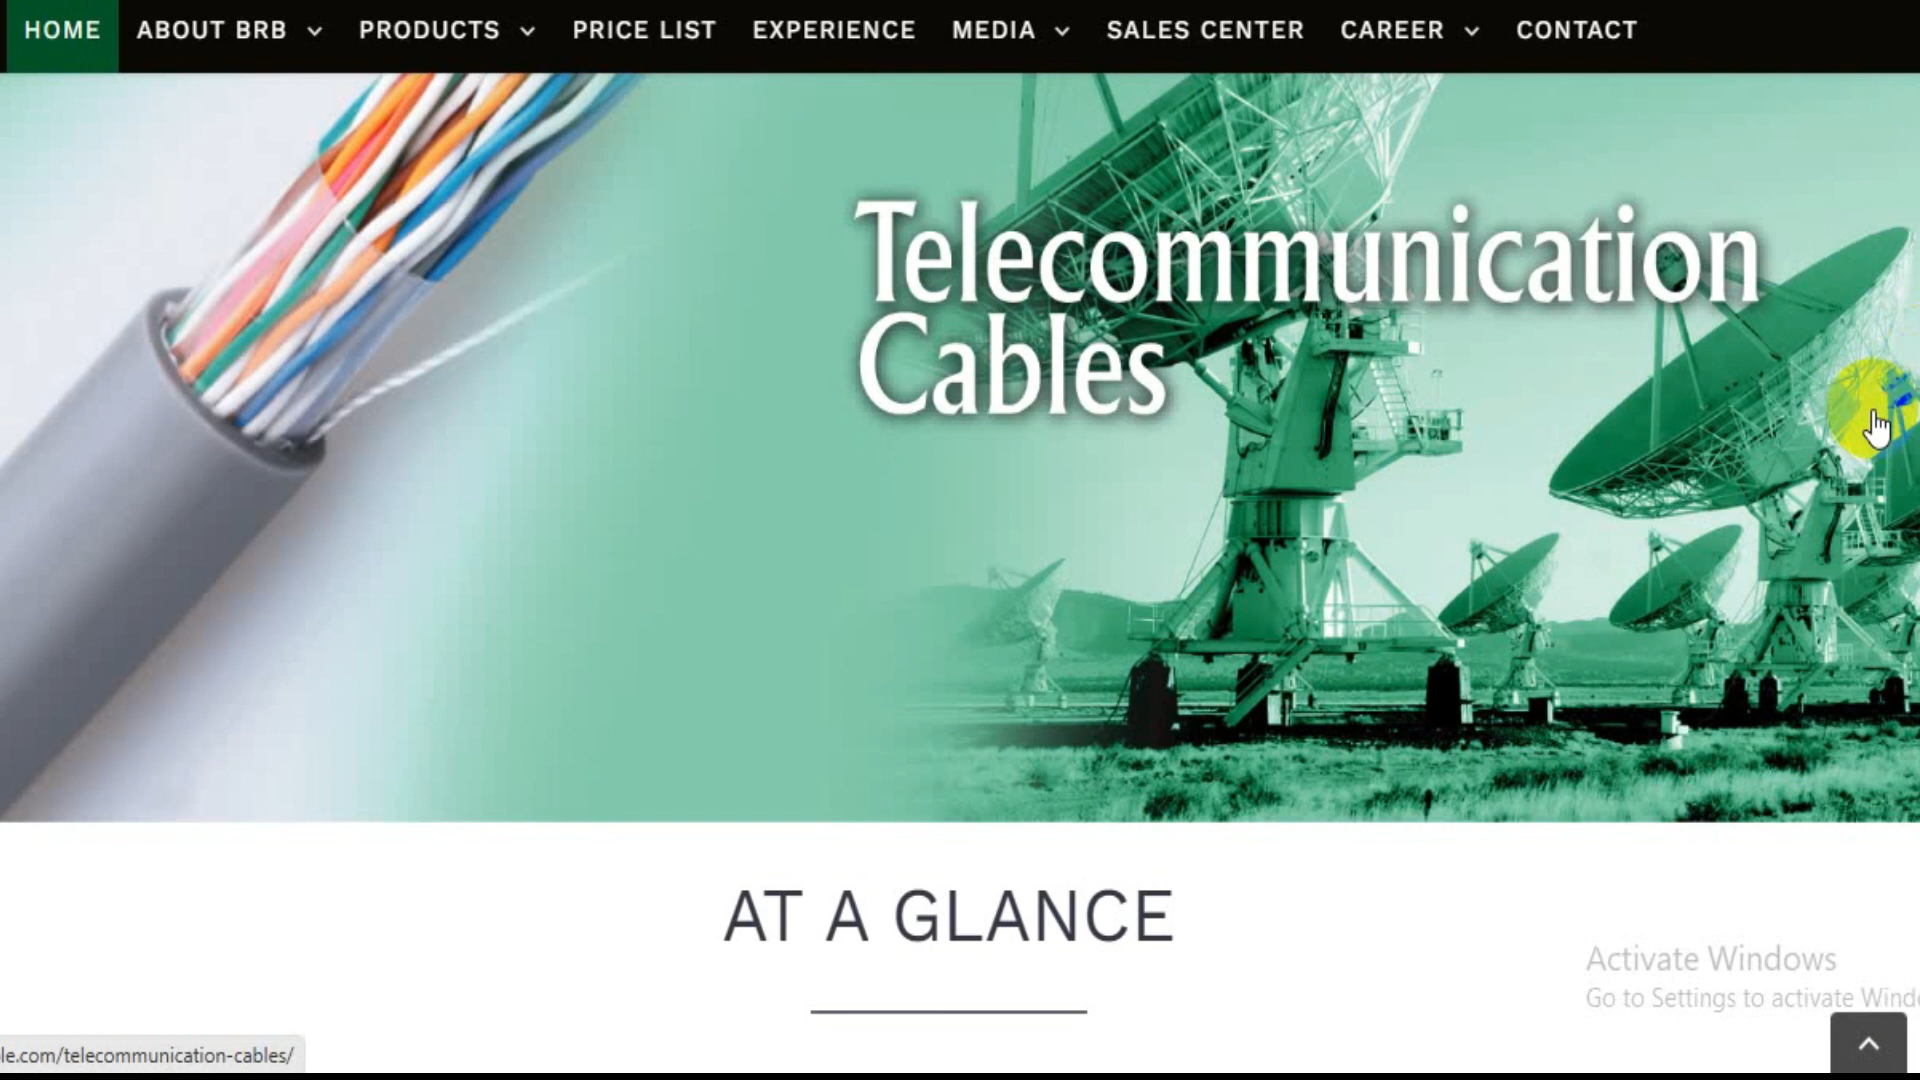 HOME ABOUT BRB PRODUCTS PRICE LIST EXPERIENCE MEDIA SALES CENTER CAREER CONTACT
Telecommunication
Cables
AT A GLANCE
Activate Windows
Go to Settings to activate Wind
le.com/telecommunication-cables/